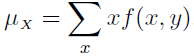 μ_X = ∑_x x f(x, y)